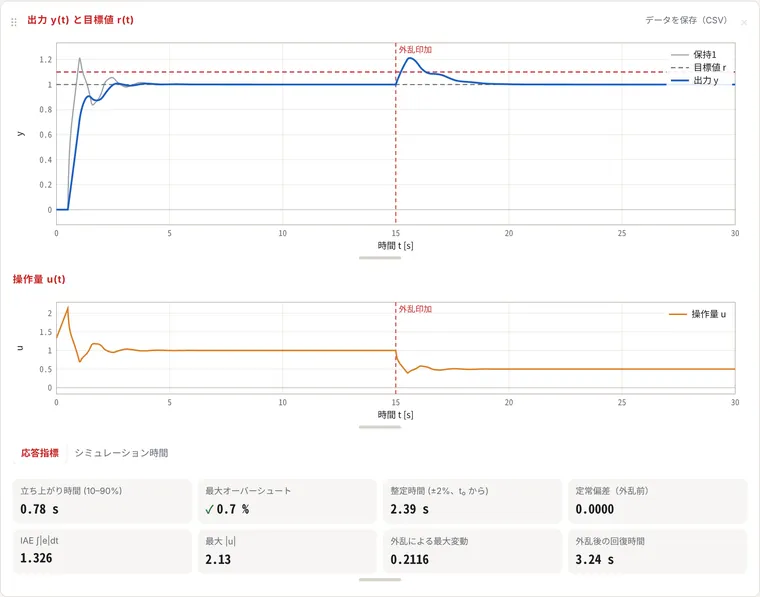 出力 y(t) と目標値 r(t)
データを保存（CSV）
外乱印加
保持1
目標値 r
出力 y
1.2
1
0.8
0.6
0.4
0.2
0
y
0 5 10 15 20 25 30
時間 t [s]
操作量 u(t)
外乱印加
操作量 u
2
1.5
1
0.5
0
u
0 5 10 15 20 25 30
時間 t [s]
応答指標 シミュレーション時間
立ち上がり時間 (10–90%)
0.78 s
最大オーバーシュート
✓ 0.7 %
整定時間 (±2%、t₀ から)
2.39 s
定常偏差（外乱前）
0.0000
IAE ∫|e|dt
1.326
最大 |u|
2.13
外乱による最大変動
0.2116
外乱後の回復時間
3.24 s